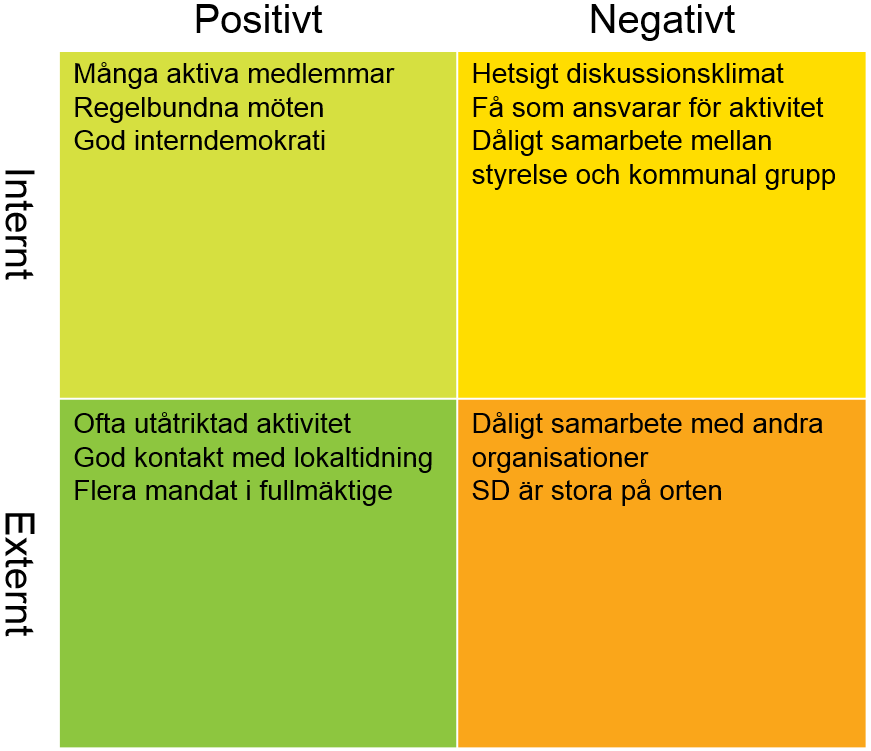 Positivt
Negativt
Internt
Många aktiva medlemmar
Regelbundna möten
God interndemokrati
Hetsigt diskussionsklimat
Få som ansvarar för aktivitet
Dåligt samarbete mellan
styrelse och kommunal grupp
Externt
Ofta utåtriktad aktivitet
God kontakt med lokaltidning
Flera mandat i fullmäktige
Dåligt samarbete med andra
organisationer
SD är stora på orten